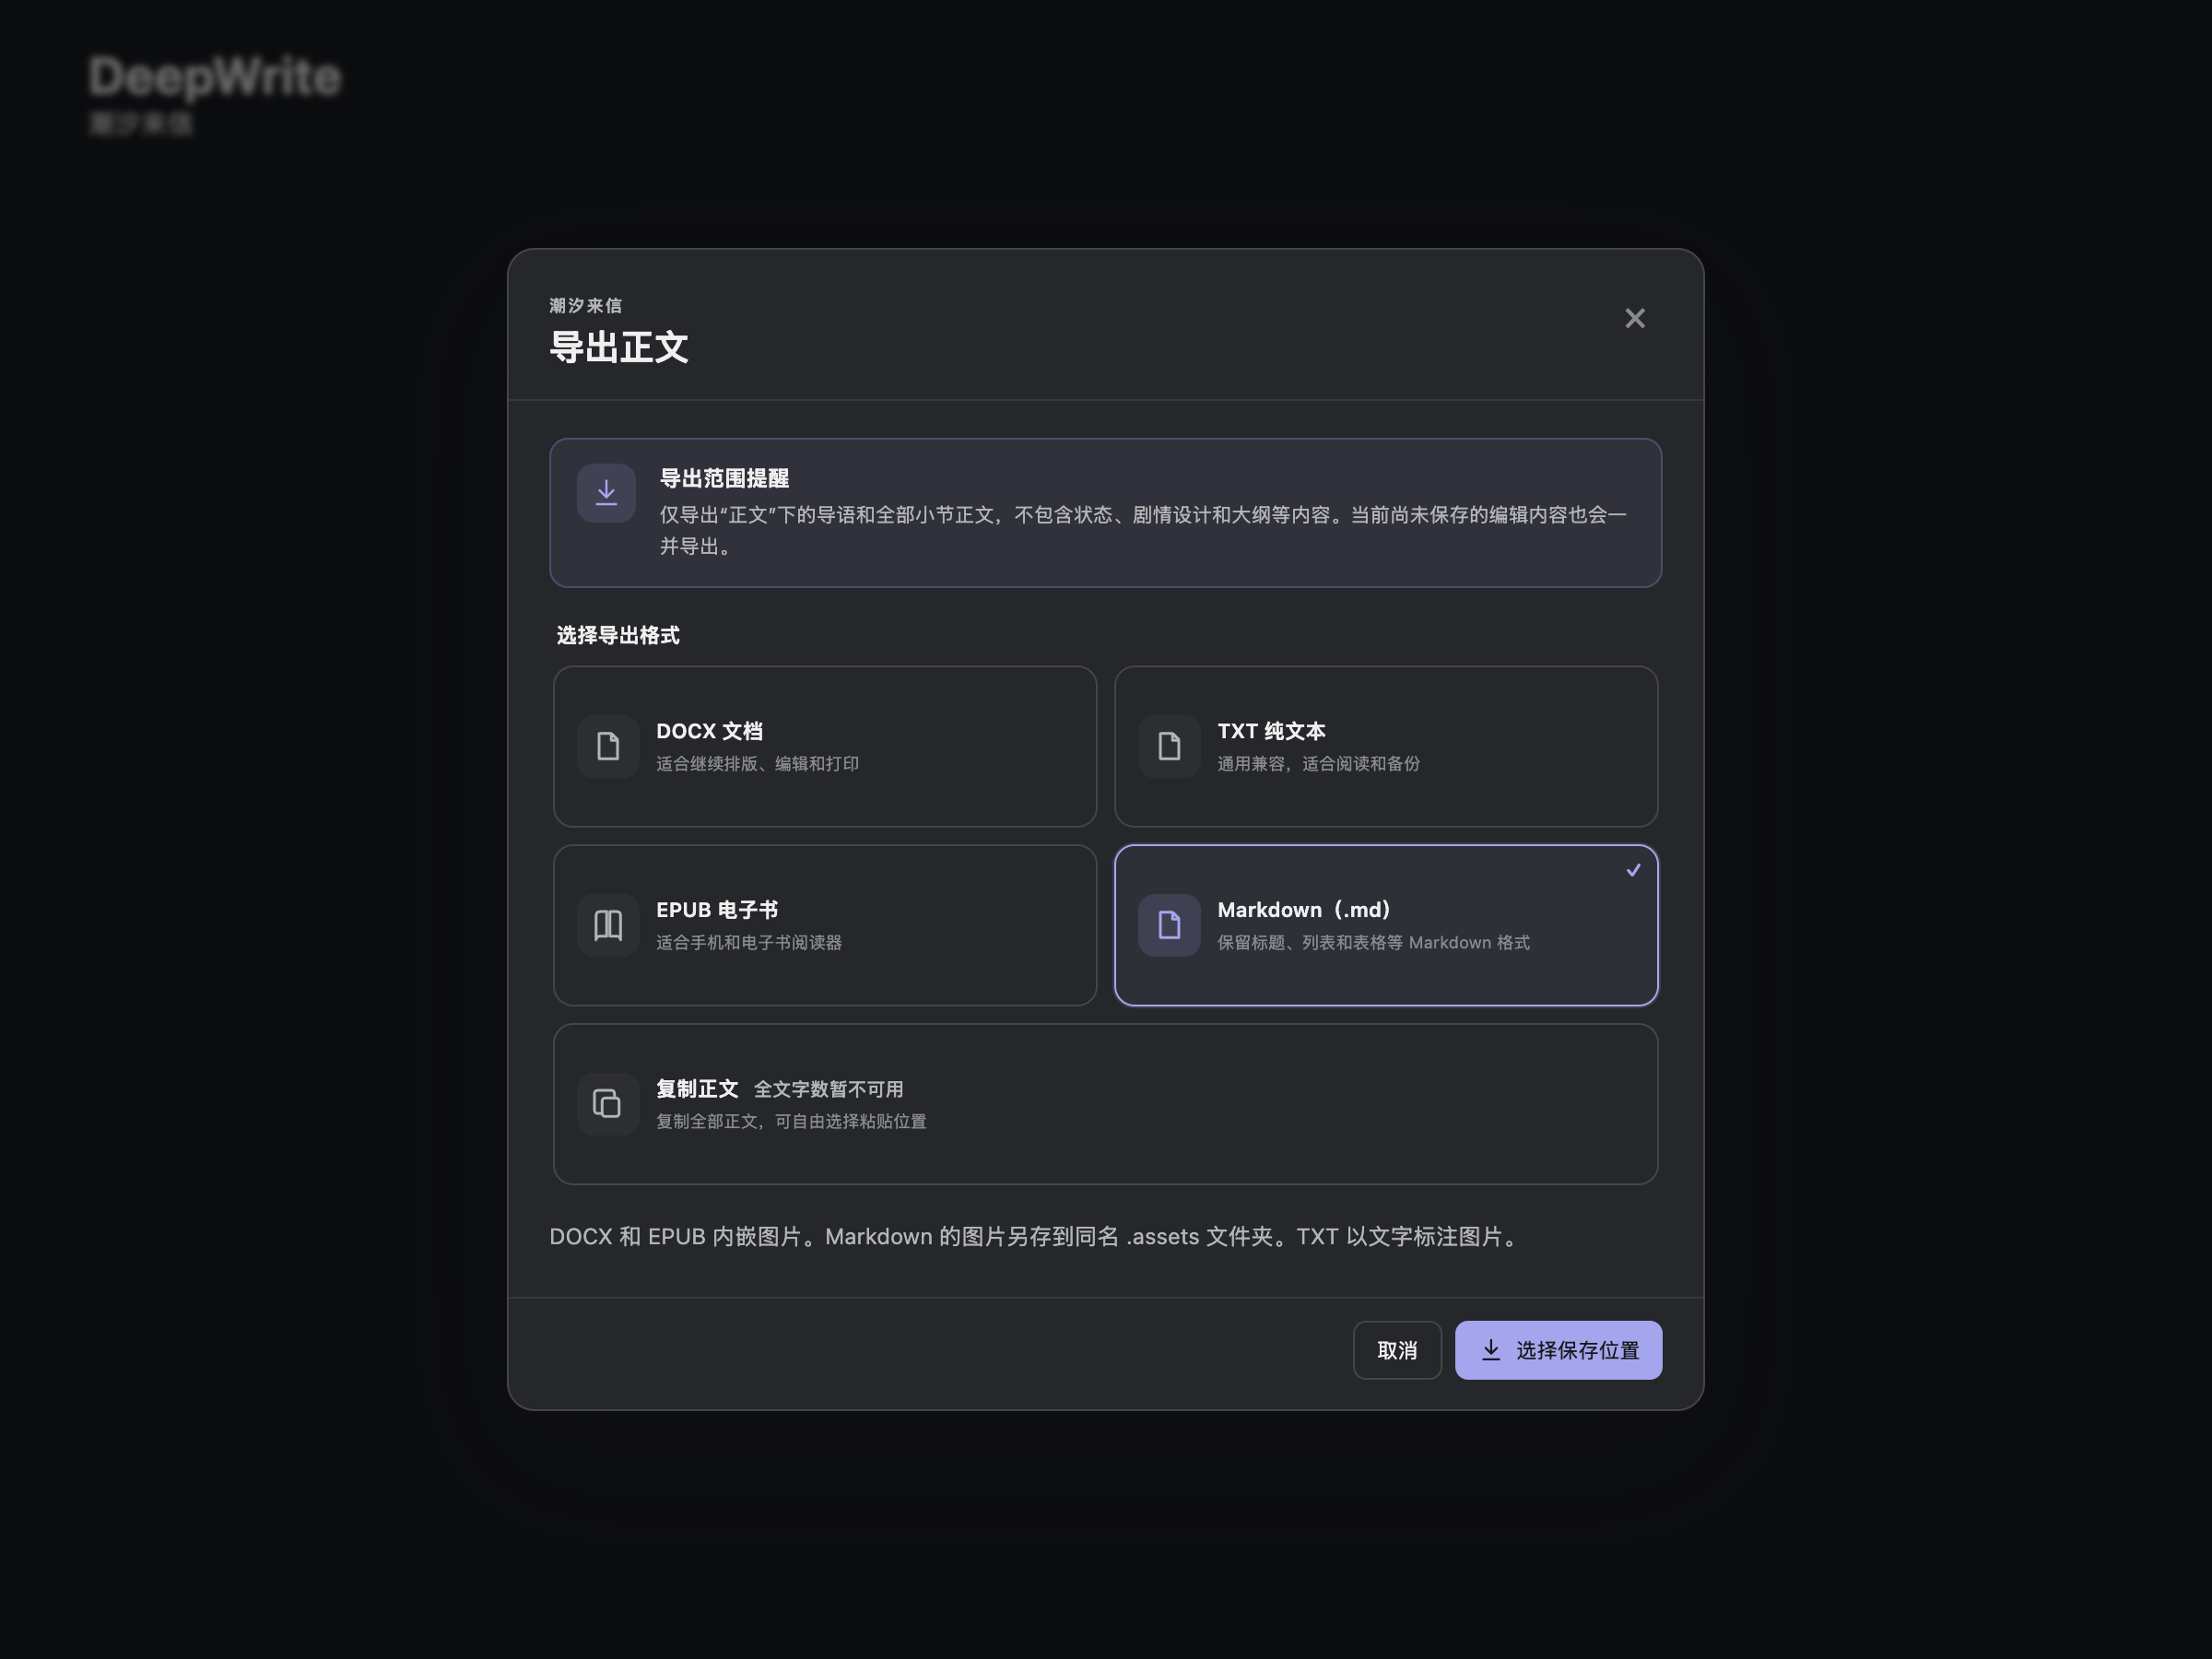 DeepWrite
潮汐来信
潮汐来信
导出正文
导出范围提醒
仅导出“正文”下的导语和全部小节正文，不包含状态、剧情设计和大纲等内容。当前尚未保存的编辑内容也会一
并导出。
选择导出格式
DOCX 文档
适合继续排版、编辑和打印
TXT 纯文本
通用兼容，适合阅读和备份
EPUB 电子书
适合手机和电子书阅读器
Markdown（.md）
保留标题、列表和表格等 Markdown 格式
复制正文 全文字数暂不可用
复制全部正文，可自由选择粘贴位置
DOCX 和 EPUB 内嵌图片。Markdown 的图片另存到同名 .assets 文件夹。TXT 以文字标注图片。
取消
选择保存位置